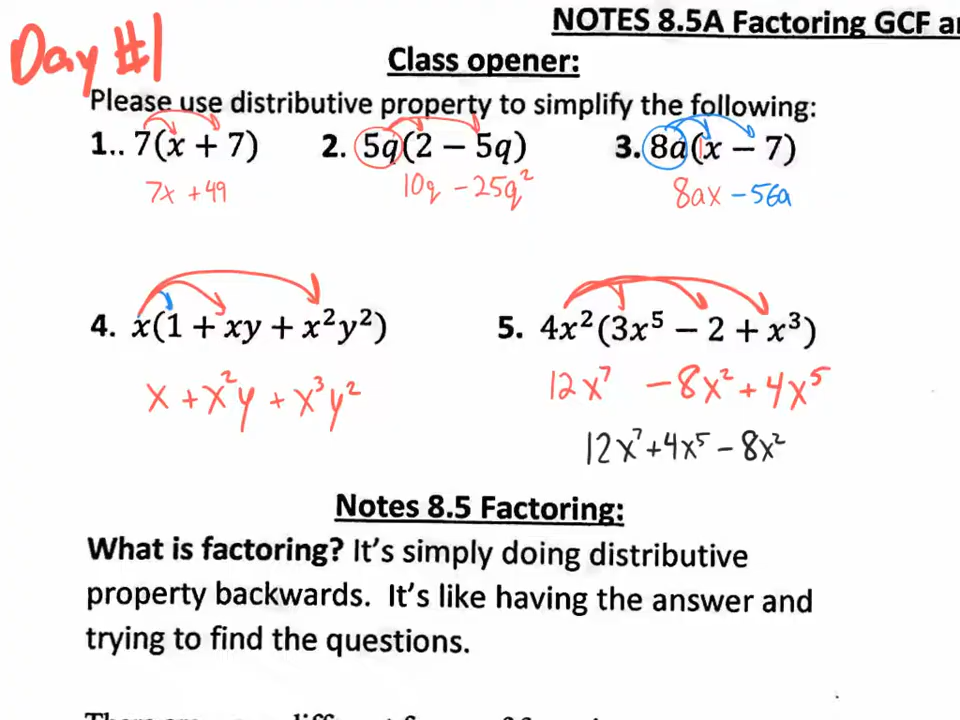 Day #1
NOTES 8.5A Factoring GCF
Class opener:
Please use distributive property to simplify the following:
1.. 7(x + 7) 2. 5q(2 − 5q) 3. 8a(x − 7)
7x + 49 10q − 25q² 8ax − 56a
4. x(1 + xy + x²y²) 5. 4x²(3x⁵ − 2 + x³)
x + x²y + x³y² 12x⁷ − 8x² + 4x⁵
12x⁷ + 4x⁵ − 8x²
Notes 8.5 Factoring:
What is factoring? It's simply doing distributive
property backwards. It's like having the answer and
trying to find the questions.